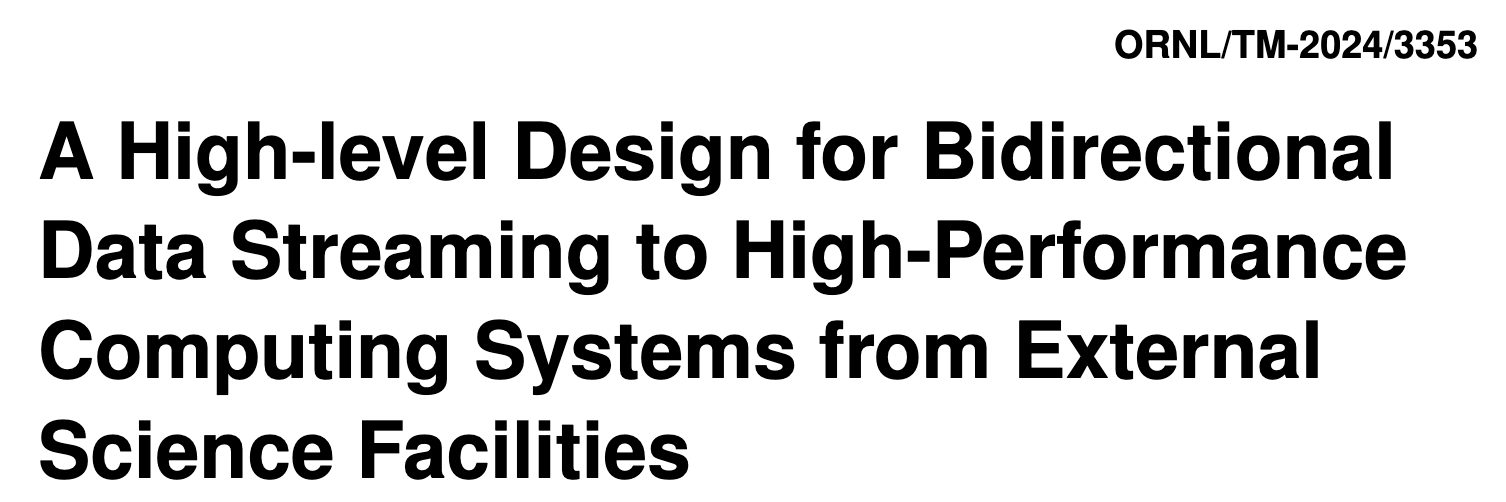 ORNL/TM-2024/3353
A High-level Design for Bidirectional
Data Streaming to High-Performance
Computing Systems from External
Science Facilities